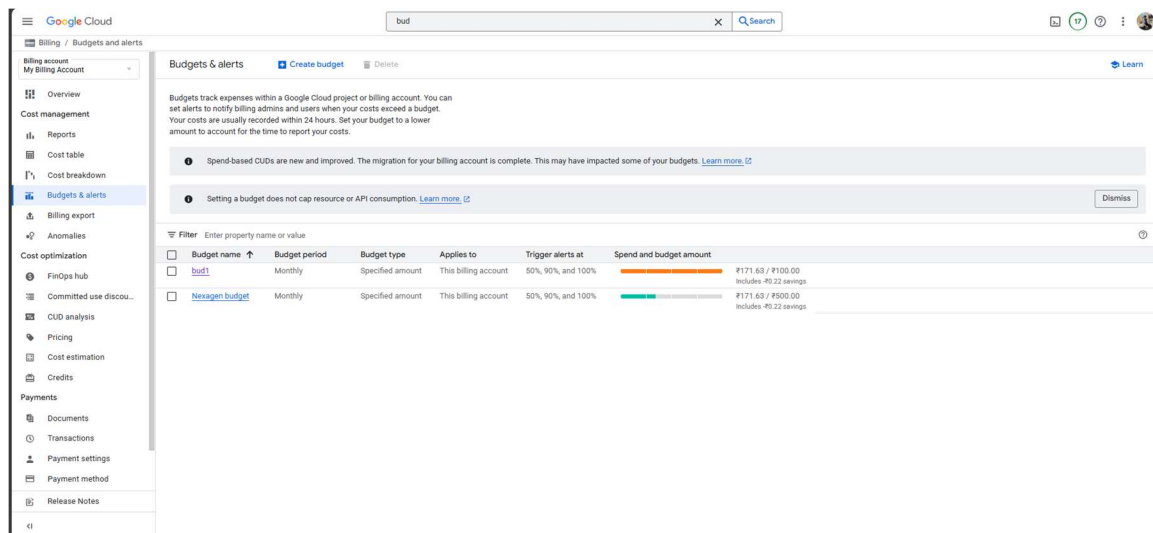 Google Cloud
bud
Search
17
Billing / Budgets and alerts
Billing account
My Billing Account
Overview
Cost management
Reports
Cost table
Cost breakdown
Budgets & alerts
Billing export
Anomalies
Cost optimization
FinOps hub
Committed use discou...
CUD analysis
Pricing
Cost estimation
Credits
Payments
Documents
Transactions
Payment settings
Payment method
Release Notes
Budgets & alerts Create budget Delete Learn
Budgets track expenses within a Google Cloud project or billing account. You can
set alerts to notify billing admins and users when your costs exceed a budget.
Your costs are usually recorded within 24 hours. Set your budget to a lower
amount to account for the time to report your costs.
Spend-based CUDs are new and improved. The migration for your billing account is complete. This may have impacted some of your budgets. Learn more.
Setting a budget does not cap resource or API consumption. Learn more. Dismiss
Filter Enter property name or value
Budget name Budget period Budget type Applies to Trigger alerts at Spend and budget amount
bud1 Monthly Specified amount This billing account 50%, 90%, and 100% ₹171.63 / ₹100.00
Includes -₹0.22 savings
Nexagen budget Monthly Specified amount This billing account 50%, 90%, and 100% ₹171.63 / ₹500.00
Includes -₹0.22 savings